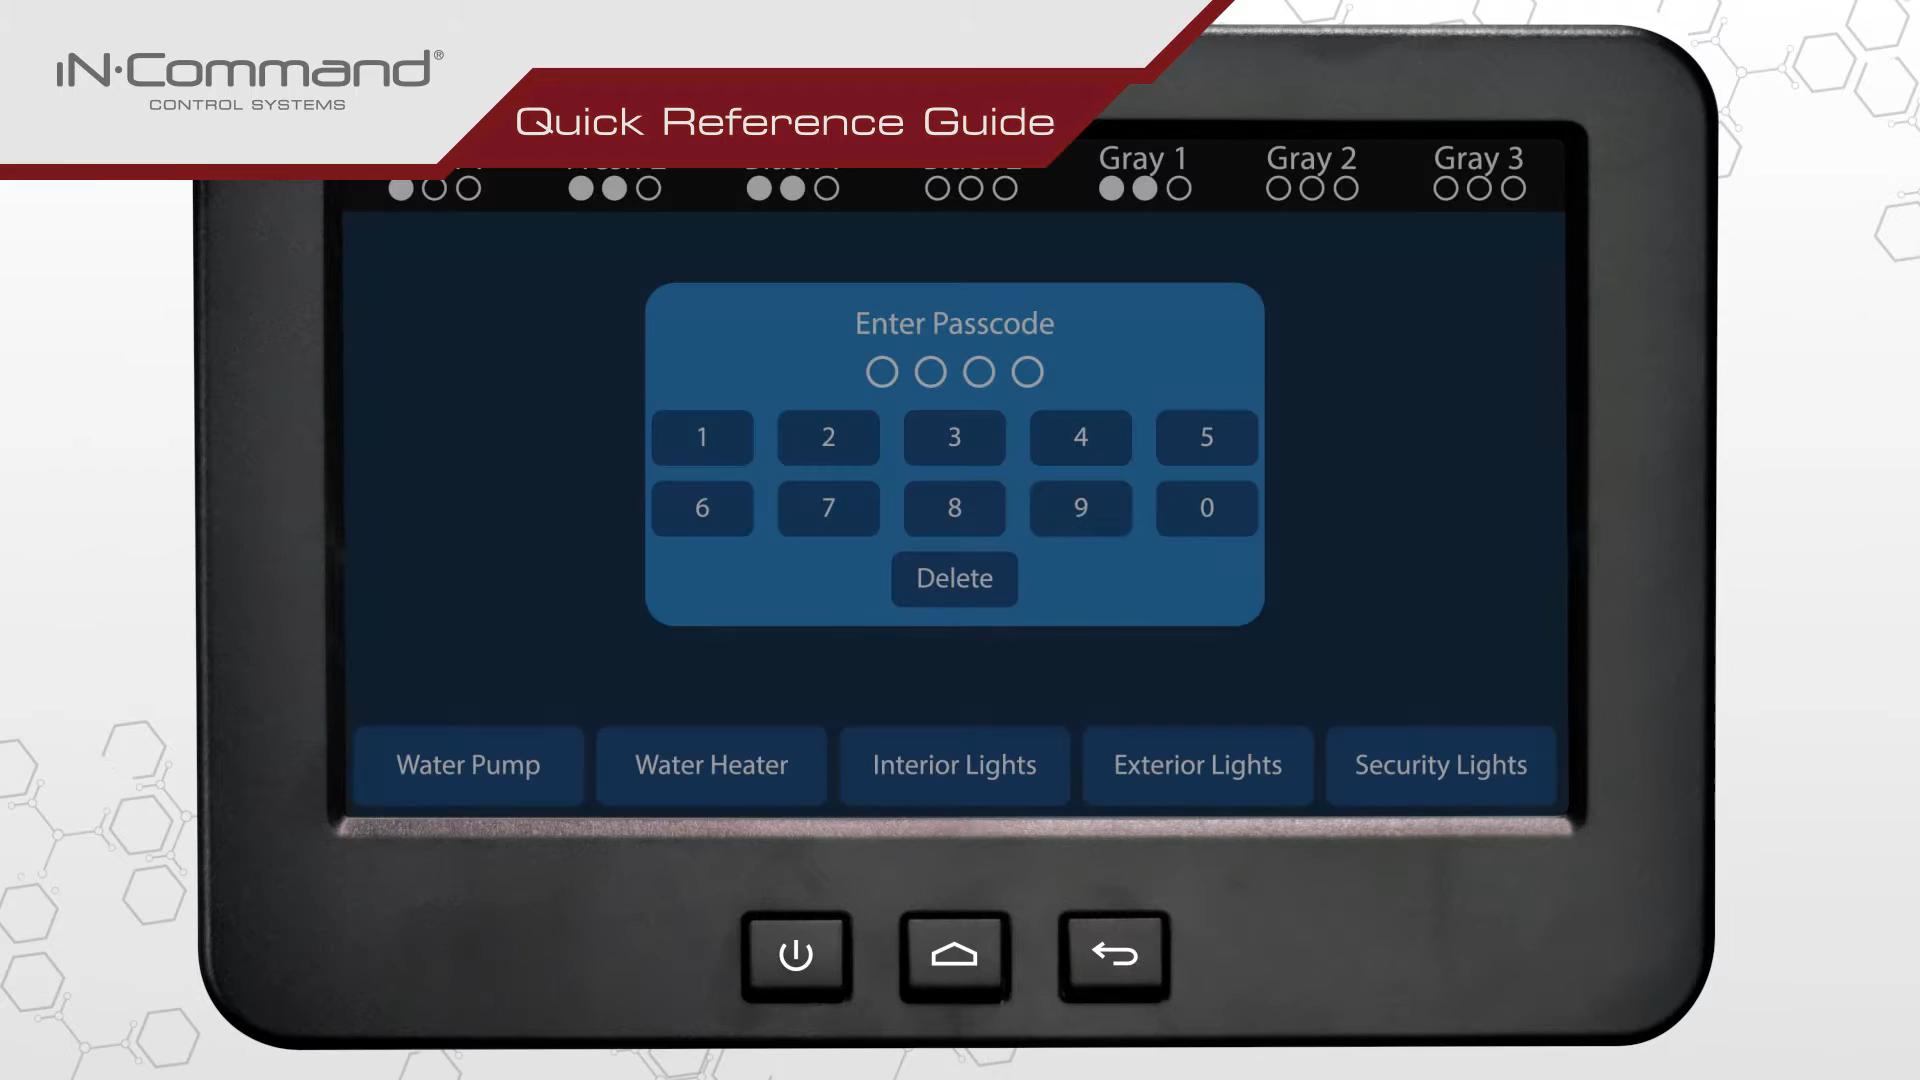 iN·Command®
CONTROL SYSTEMS
Quick Reference Guide
Gray 1 Gray 2 Gray 3
Enter Passcode
1 2 3 4 5
6 7 8 9 0
Delete
Water Pump Water Heater Interior Lights Exterior Lights Security Lights